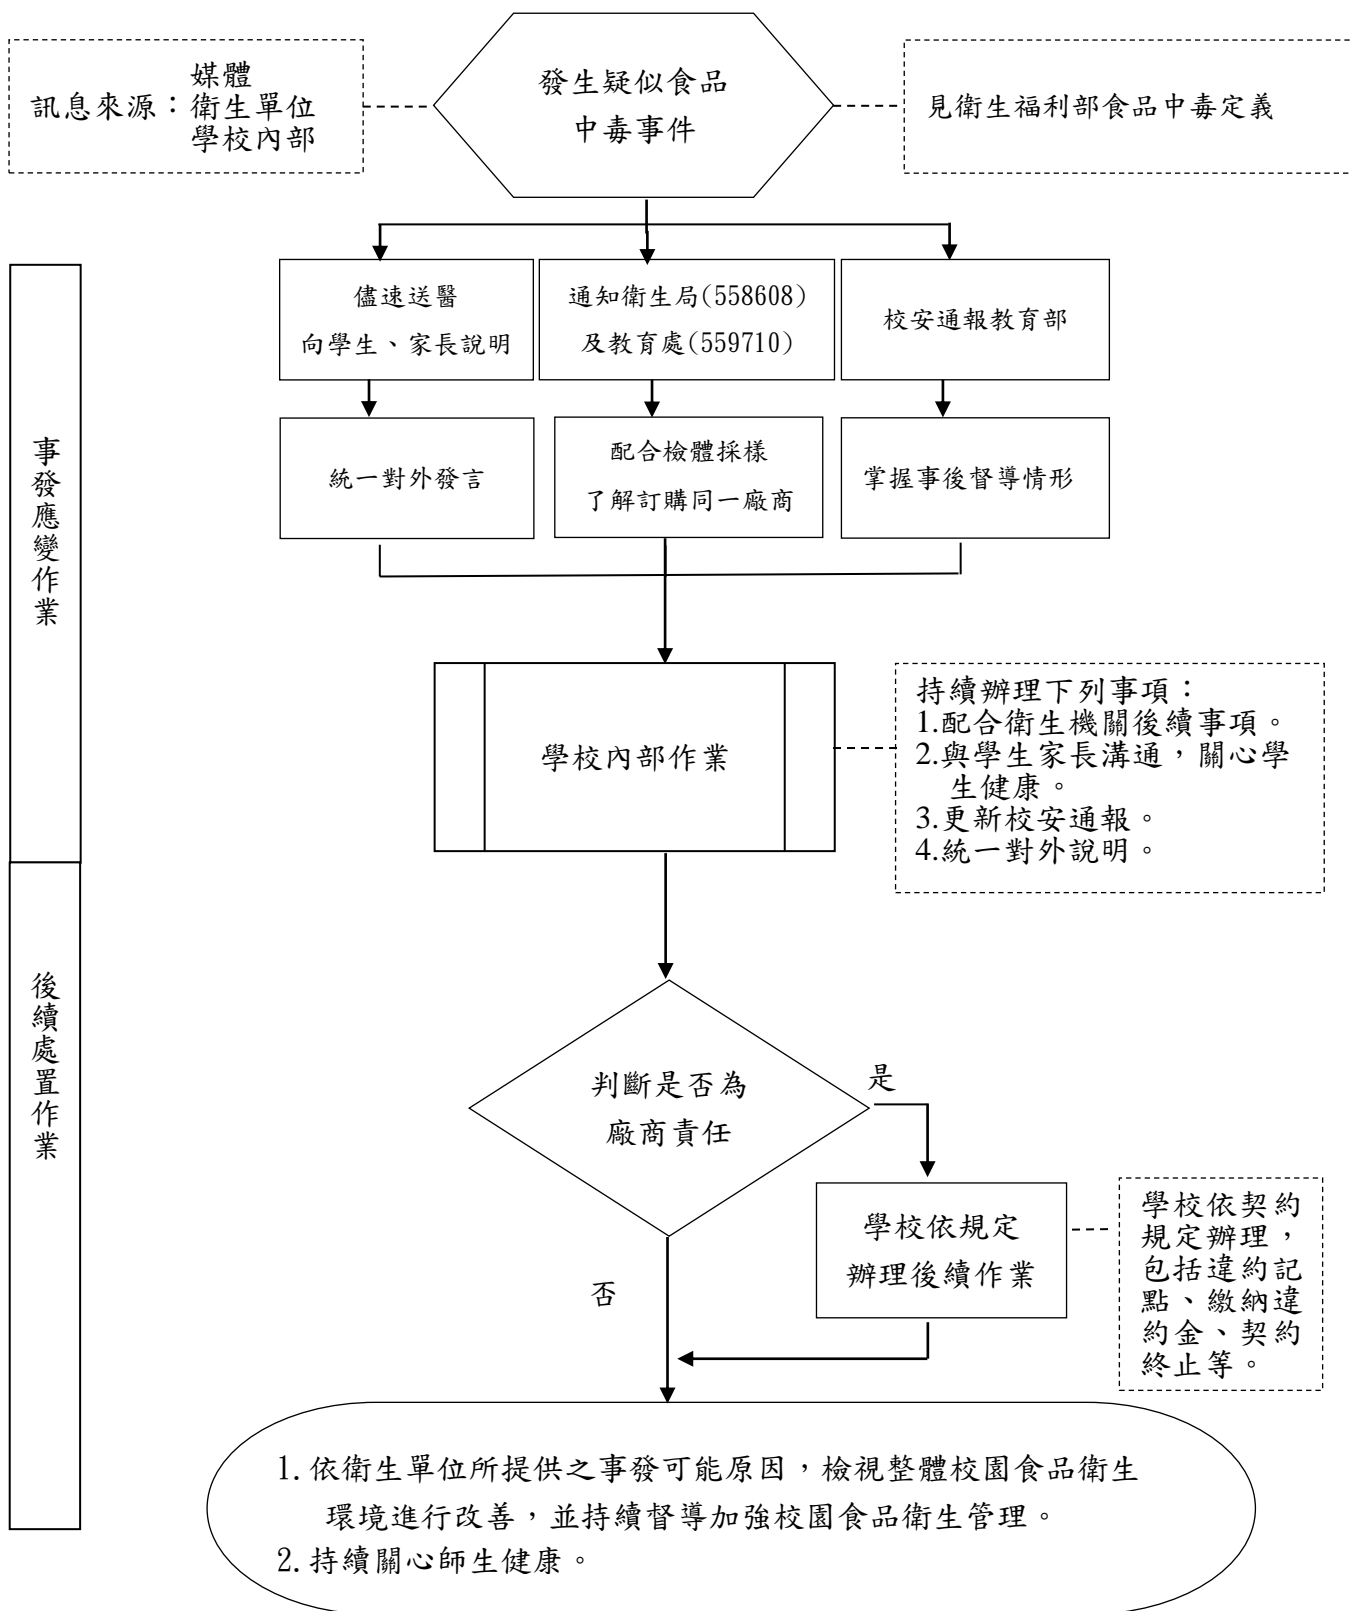 媒體
訊息來源：衛生單位
學校內部
發生疑似食品
中毒事件
見衛生福利部食品中毒定義
儘速送醫
向學生、家長說明
通知衛生局(558608)
及教育處(559710)
校安通報教育部
統一對外發言
配合檢體採樣
了解訂購同一廠商
掌握事後督導情形
事發應變作業
學校內部作業
持續辦理下列事項：
1.配合衛生機關後續事項。
2.與學生家長溝通，關心學
生健康。
3.更新校安通報。
4.統一對外說明。
後續處置作業
判斷是否為
廠商責任
是
否
學校依規定
辦理後續作業
學校依契約
規定辦理，
包括違約記
點、繳納違
約金、契約
終止等。
1. 依衛生單位所提供之事發可能原因，檢視整體校園食品衛生
環境進行改善，並持續督導加強校園食品衛生管理。
2. 持續關心師生健康。